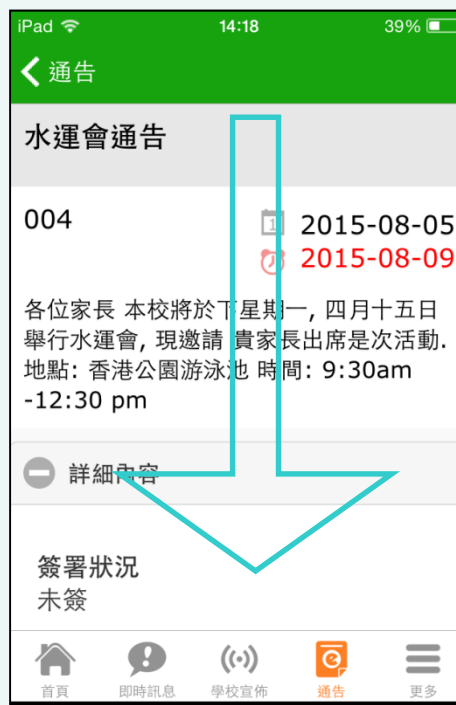 iPad 14:18 39%
通告
水運會通告
004 2015-08-05
2015-08-09
各位家長 本校將於下星期一, 四月十五日
舉行水運會, 現邀請 貴家長出席是次活動.
地點: 香港公園游泳池 時間: 9:30am
-12:30 pm
詳細內容
簽署狀況
未簽
首頁 即時訊息 學校宣佈 通告 更多